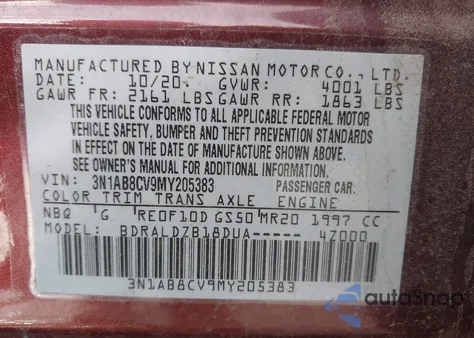 MANUFACTURED BY NISSAN MOTOR CO., LTD.
DATE: 10/20 GVWR: 4001 LBS
GAWR FR: 2161 LBS GAWR RR: 1863 LBS
THIS VEHICLE CONFORMS TO ALL APPLICABLE FEDERAL MOTOR
VEHICLE SAFETY, BUMPER AND THEFT PREVENTION STANDARDS
IN EFFECT ON THE DATE OF MANUFACTURE SHOWN ABOVE.
SEE OWNER'S MANUAL FOR ADDITIONAL INFORMATION.
VIN: 3N1AB8CV9MY205383 PASSENGER CAR.
COLOR TRIM TRANS AXLE ENGINE
NBQ G RE0F10D GS50 MR20 1997 CC
MODEL: BDRALDZB18DUA----- 4Z000
3N1AB8CV9MY205383
autoSnap